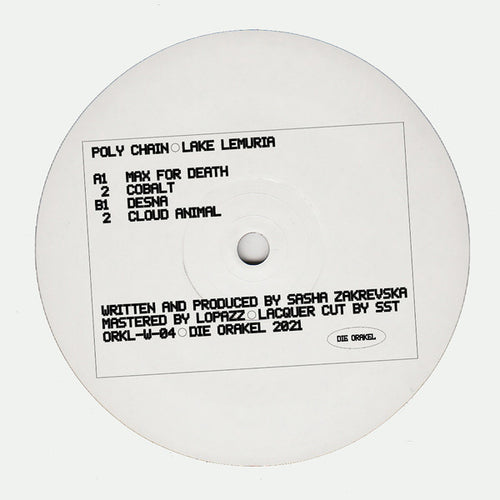 POLY CHAIN○LAKE LEMURIA
A1 MAX FOR DEATH
2 COBALT
B1 DESNA
2 CLOUD ANIMAL
WRITTEN AND PRODUCED BY SASHA ZAKREVSKA
MASTERED BY LOPAZZ○LACQUER CUT BY SST
ORKL-W-04○DIE ORAKEL 2021
DIE ORAKEL